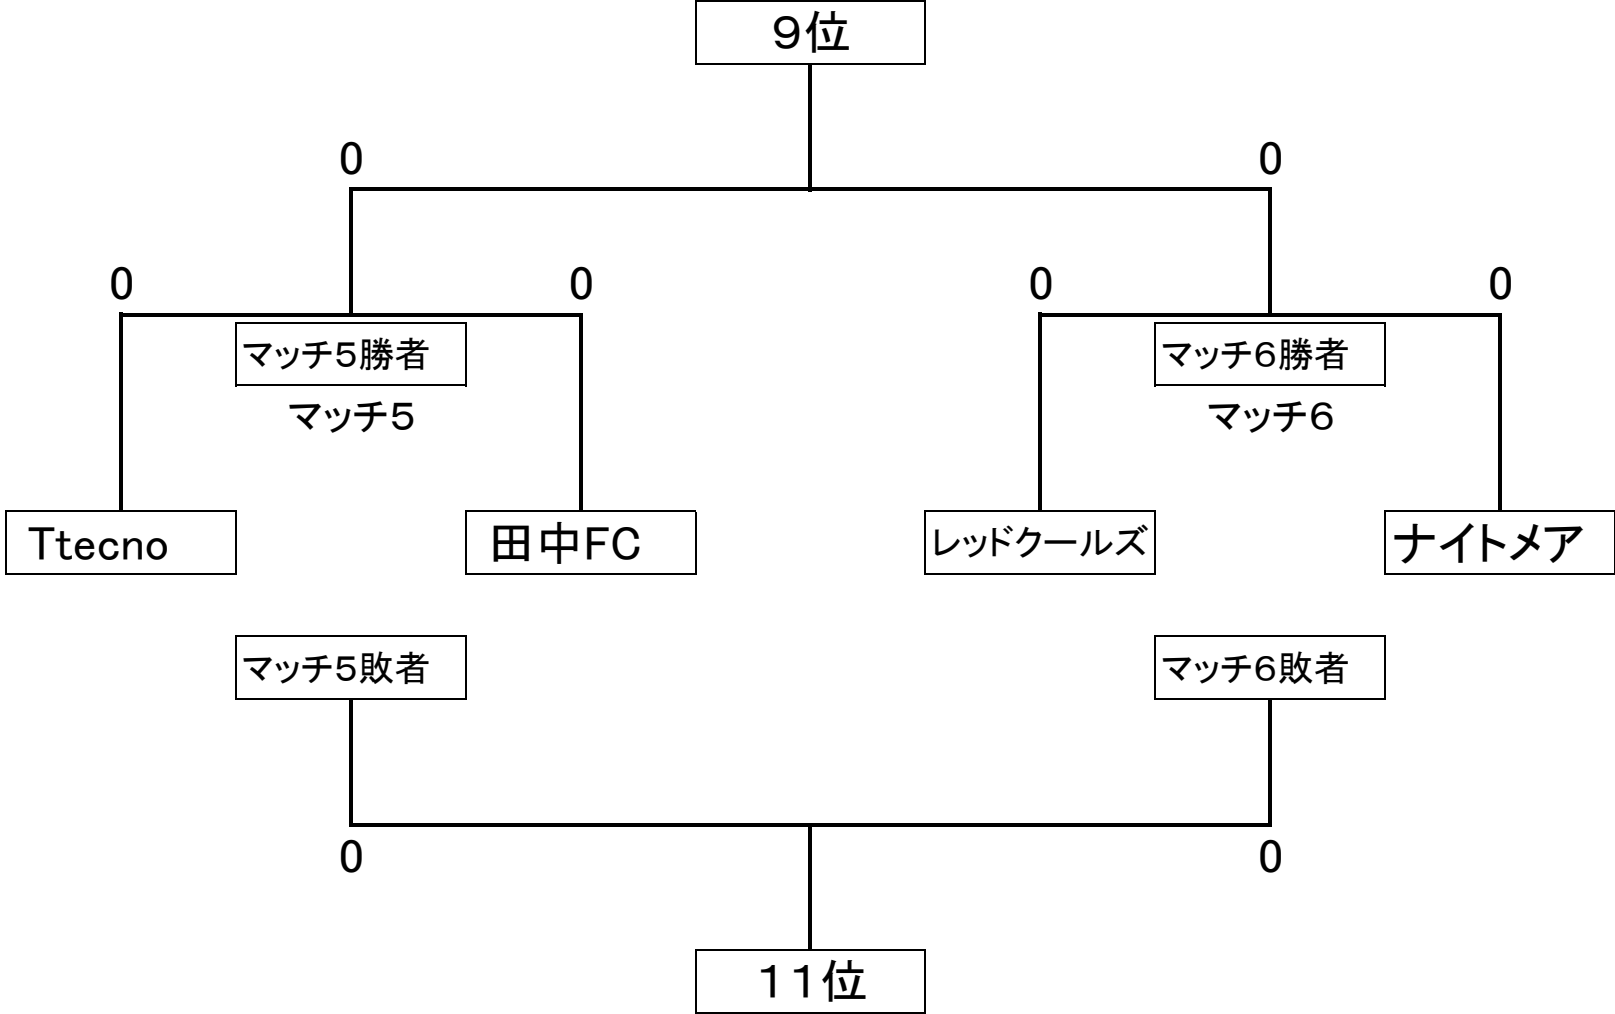 ９位
0 0
0 0 0 0
マッチ５勝者 マッチ６勝者
マッチ５ マッチ６
Ttecno 田中FC レッドクールズ ナイトメア
マッチ５敗者 マッチ６敗者
0 0
１１位